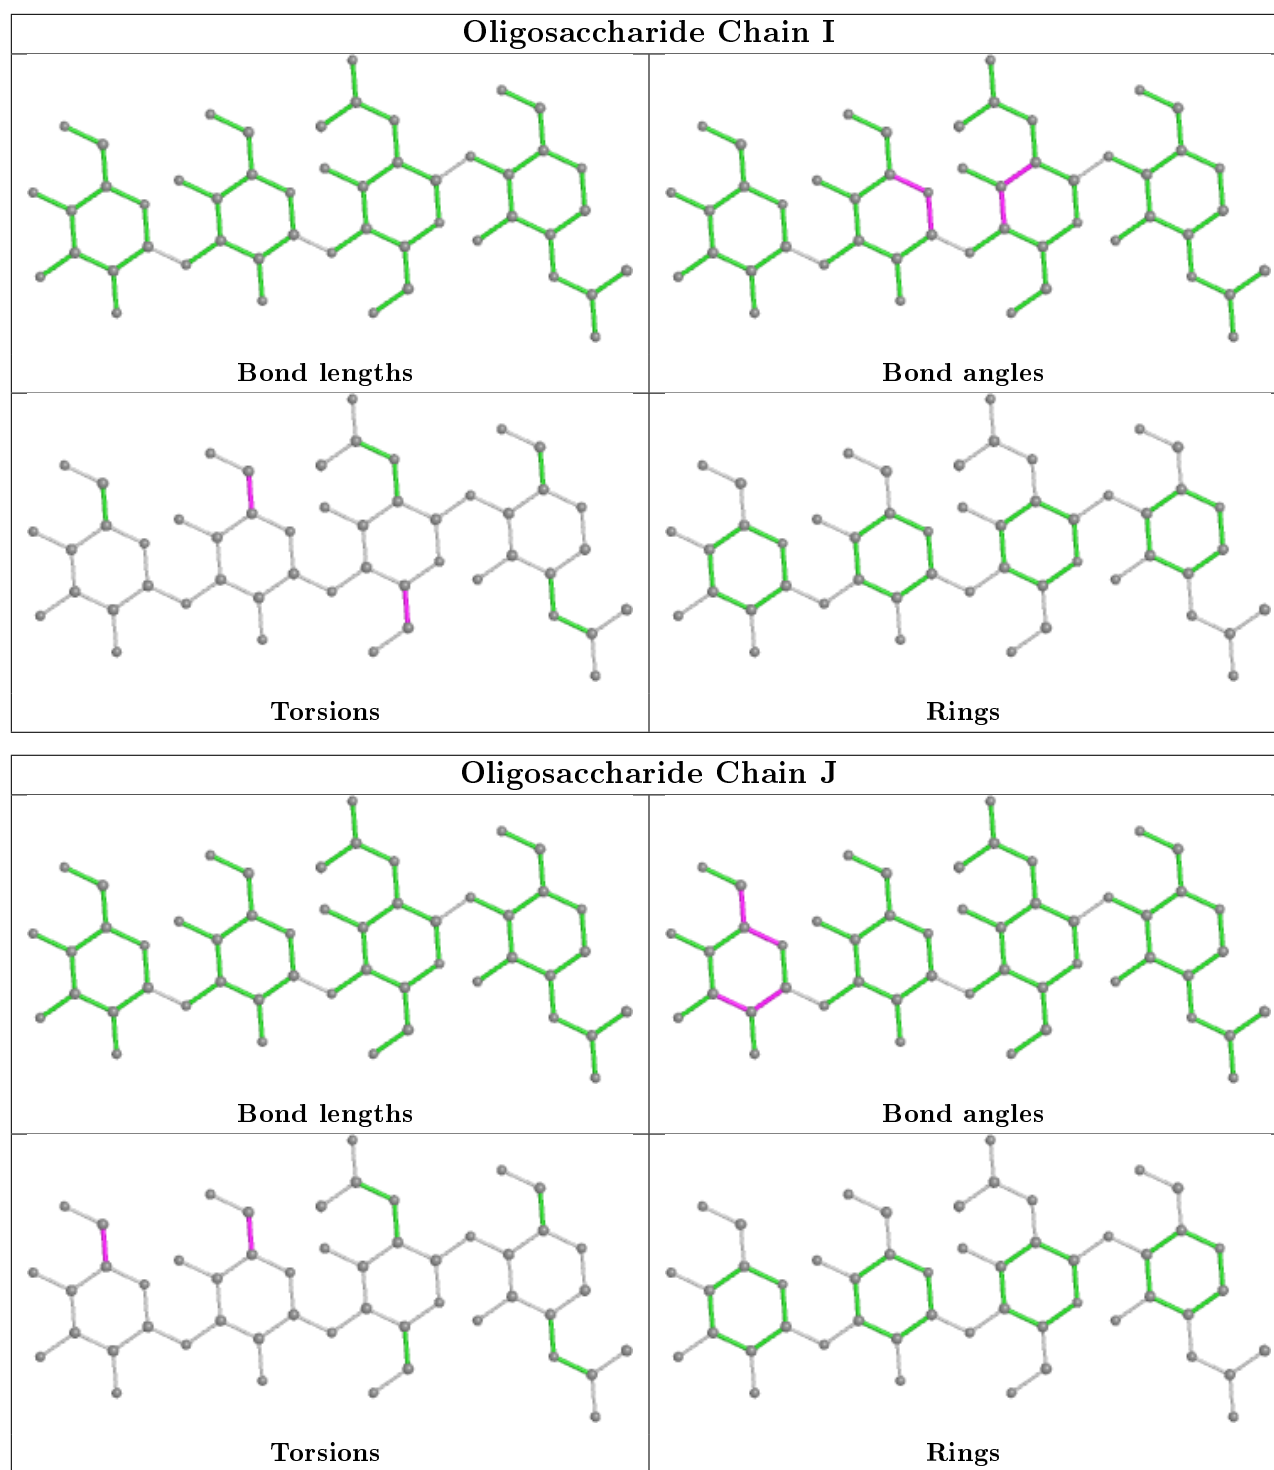 Oligosaccharide Chain I
Bond lengths
Bond angles
Torsions
Rings
Oligosaccharide Chain J
Bond lengths
Bond angles
Torsions
Rings